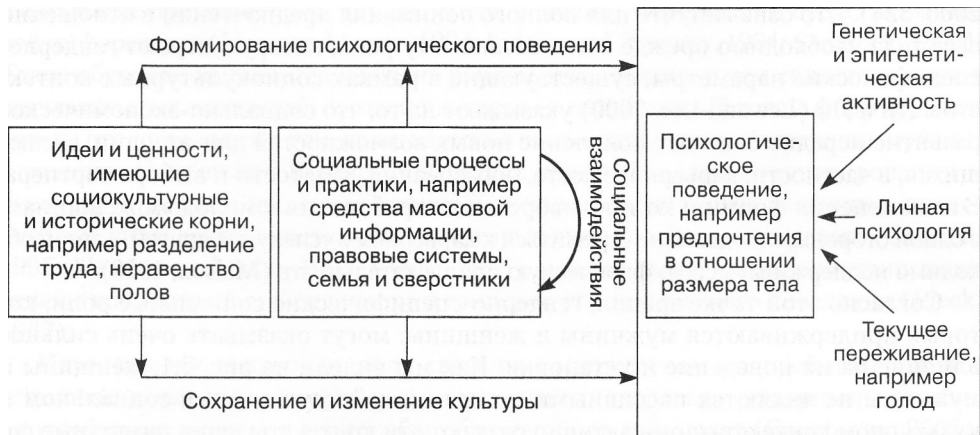 Формирование психологического поведения
Генетическая
и эпигенети-
ческая
активность
Идеи и ценности,
имеющие
социокультурные
нормы,
например разделение
труда, неравенство
полов
Социальные процессы
и практики, например
средства массовой
информации,
правовые системы,
семья и сверстники
Социальные
взаимодействия
Психологиче-
ское
поведение,
например
предпочтения
в отношении
размера тела
Личная
психология
Текущее
переживание,
например
голод
Сохранение и изменение культуры